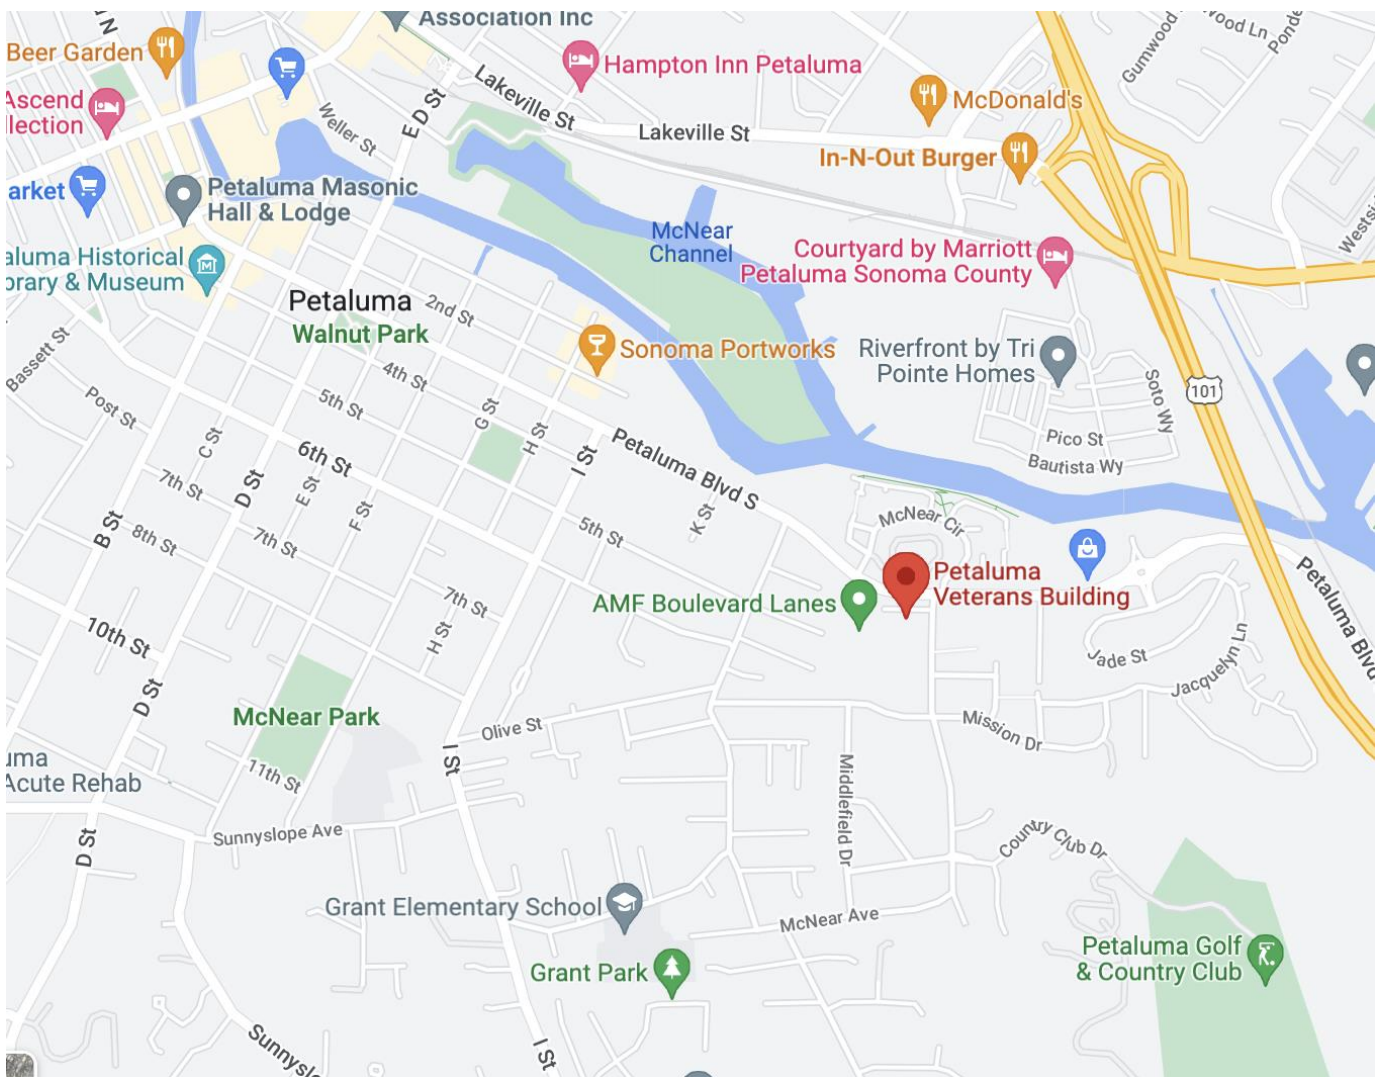 Association Inc
Beer Garden
Hampton Inn Petaluma
Gumwood
ood Ln
Ponde
Ascend
llection
Weller St
E D St
Lakeville St
Lakeville St
McDonald's
In-N-Out Burger
arket
Petaluma Masonic
Hall & Lodge
McNear
Channel
Courtyard by Marriott
Petaluma Sonoma County
Westsi
aluma Historical
brary & Museum
Petaluma
Walnut Park
2nd St
Sonoma Portworks
Riverfront by Tri
Pointe Homes
Soto Wy
101
Bassett St
Post St
4th St
5th St
G St
H St
I St
C St
6th St
Petaluma Blvd S
Pico St
Bautista Wy
7th St
D St
E St
F St
K St
McNear Cir
B St
8th St
7th St
5th St
Petaluma
Veterans Building
AMF Boulevard Lanes
Petaluma Blvd
7th St
H St
10th St
Jade St
Jacquelyn Ln
D St
McNear Park
Olive St
Mission Dr
I St
uma
Acute Rehab
11th St
Middlefield Dr
Sunnyslope Ave
D St
Country Club Dr
Grant Elementary School
McNear Ave
Petaluma Golf
& Country Club
Grant Park
Sunnyslo
I St